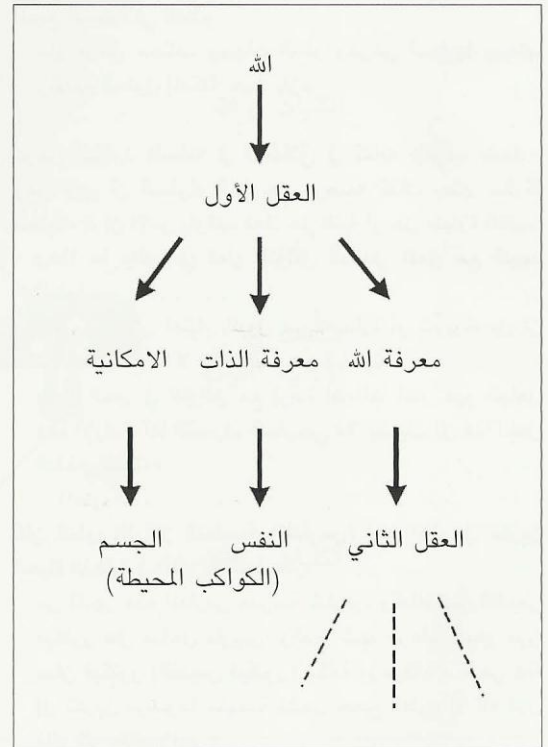 الله
العقل الأول
معرفة الله معرفة الذات الامكانية
العقل الثاني النفس الجسم
(الكواكب المحيطة)